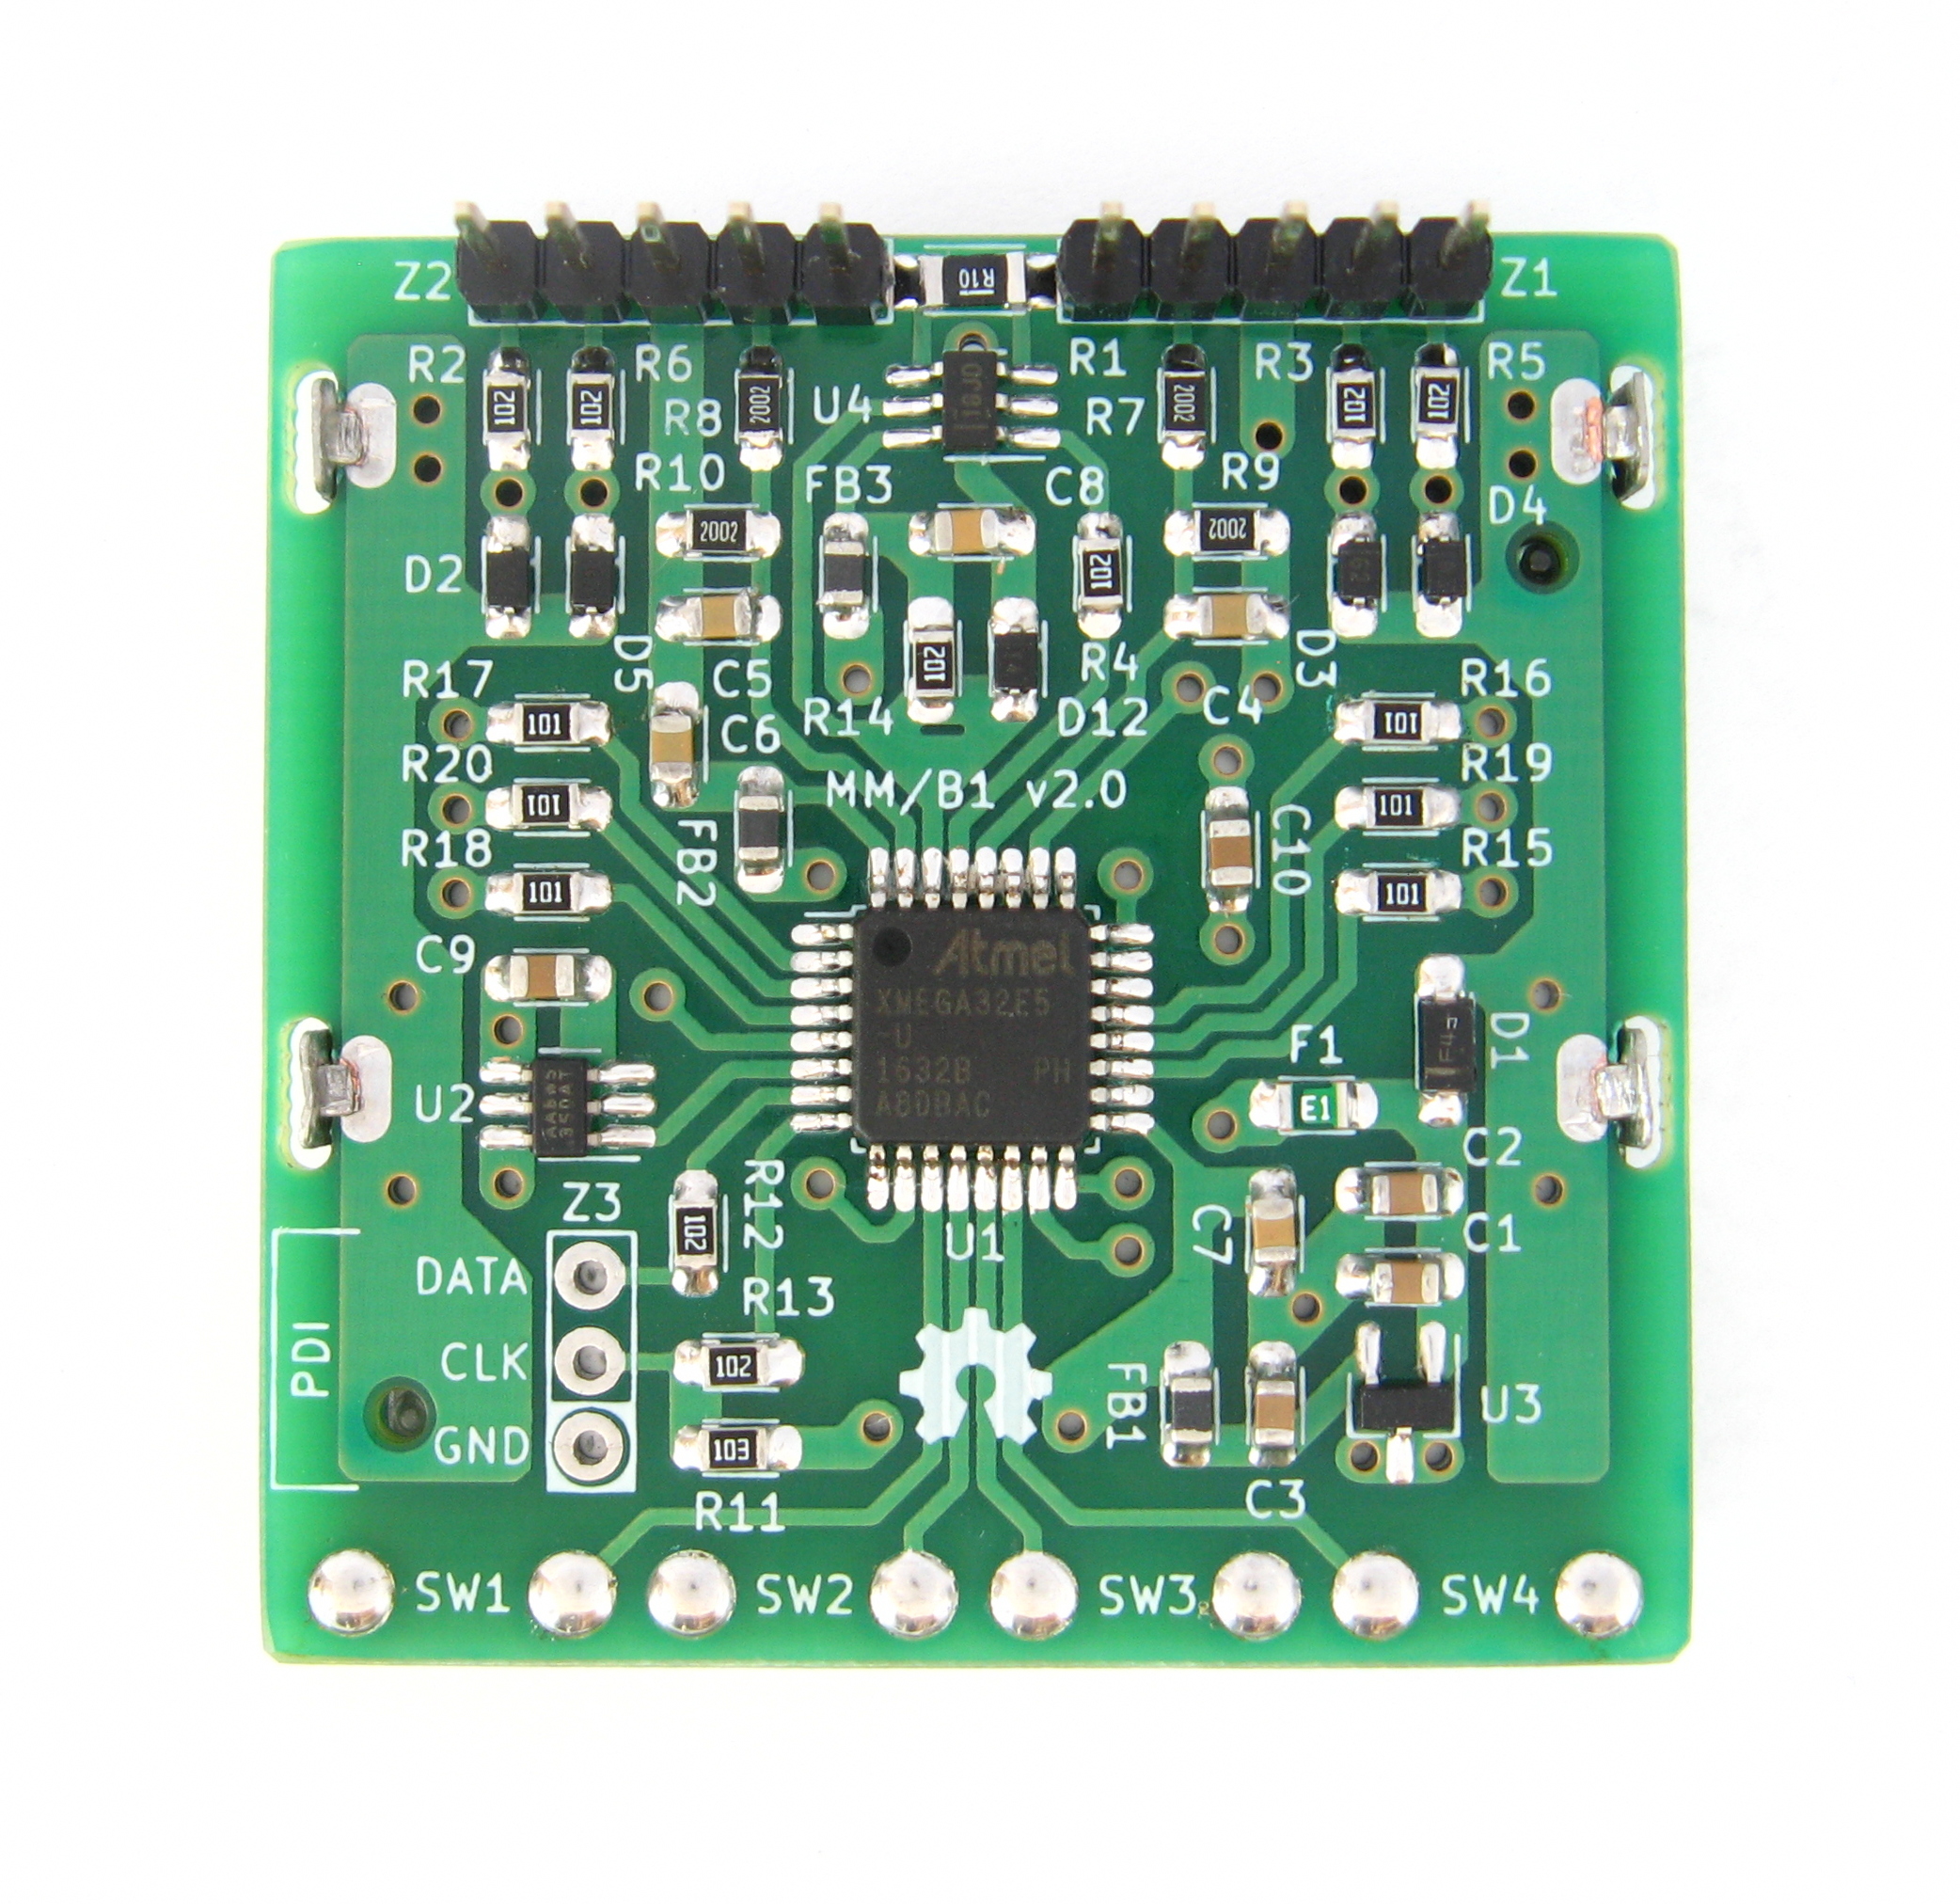 Z2
R10
Z1
R2
R6
R1
R3
R5
102
102
2002
18J0
2002
102
102
R8
U4
R7
R10
FB3
C8
R9
D4
2002
2002
D2
102
D5
102
R4
D3
R17
C5
R16
101
C6
R14
D12
C4
101
R20
R19
101
MM/B1 v2.0
101
R18
FB2
C10
R15
101
101
C9
Atmel
XMEGA32E5
-U
1632B PH
A8DBAC
F1
D1
F4
E1
U2
C2
Z3
R12
102
U1
C7
C1
DATA
R13
PDI
CLK
102
FB1
U3
GND
103
R11
C3
SW1
SW2
SW3
SW4